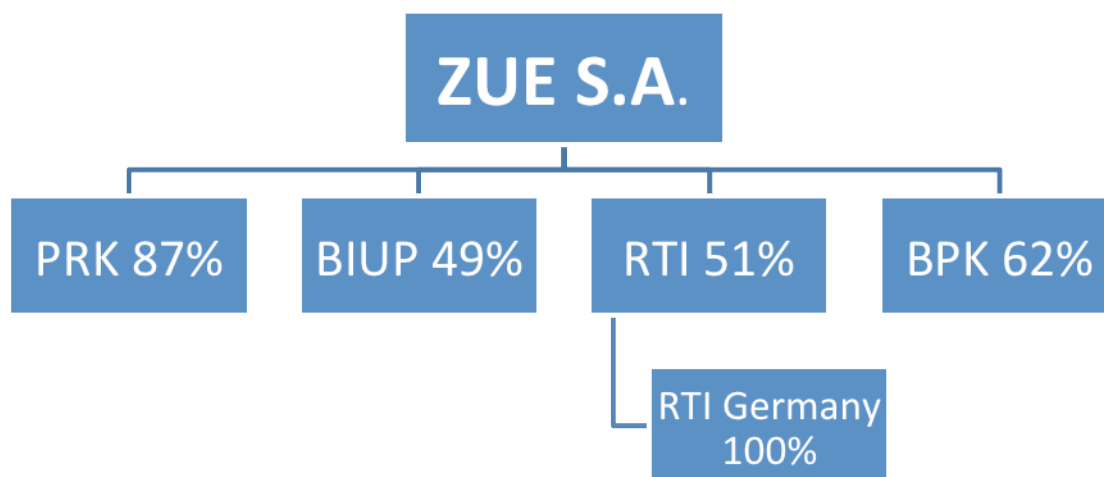 ZUE S.A.
PRK 87%
BIUP 49%
RTI 51%
BPK 62%
RTI Germany
100%